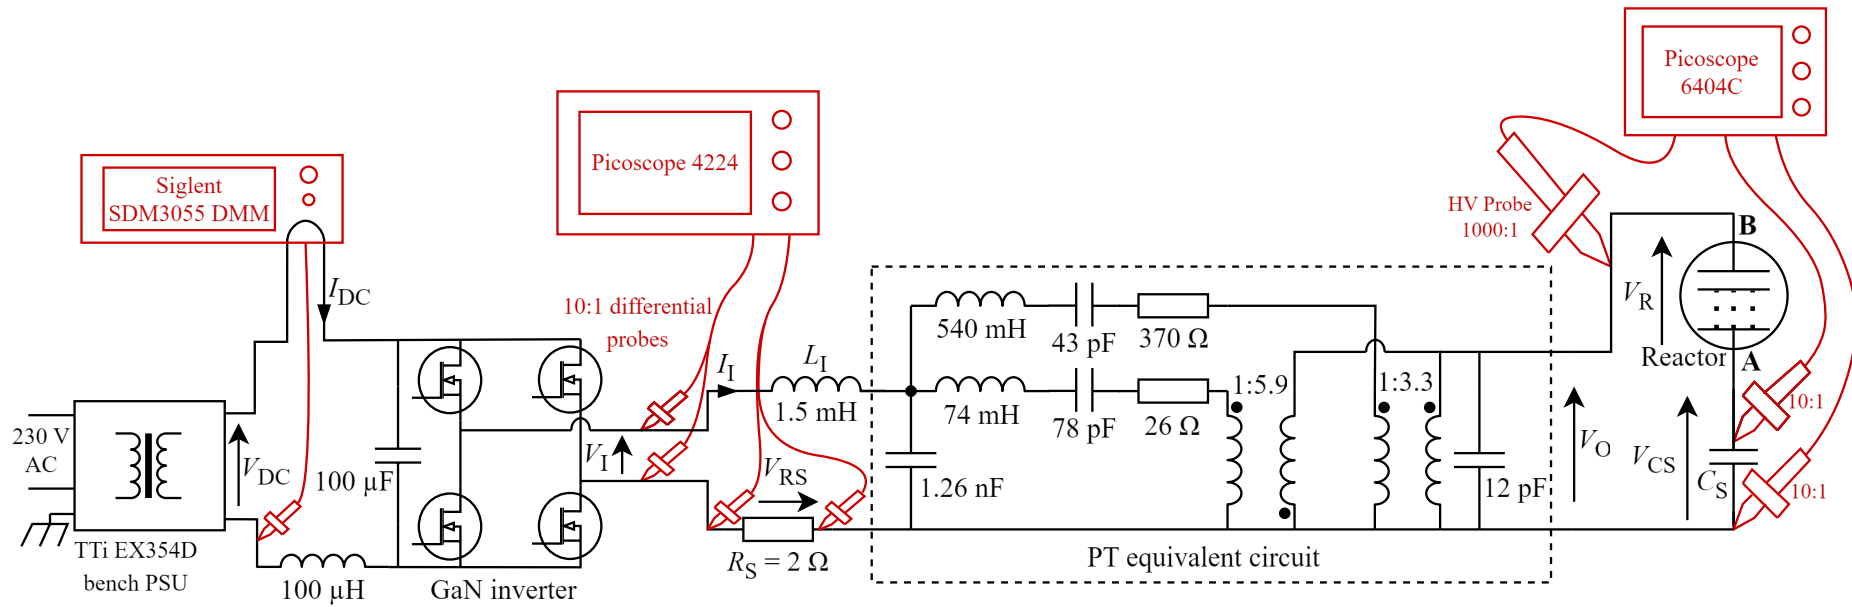 Picoscope
6404C
Siglent
SDM3055 DMM
Picoscope 4224
HV Probe
1000:1
B
V_R
Reactor
A
I_DC
10:1 differential
probes
540 mH
43 pF
370 Ω
I_I
L_I
1.5 mH
74 mH
78 pF
26 Ω
1:5.9
1:3.3
10:1
230 V
AC
V_DC
100 µF
V_I
V_RS
1.26 nF
12 pF
V_O
V_CS
C_S
10:1
TTi EX354D
bench PSU
100 µH
GaN inverter
R_S = 2 Ω
PT equivalent circuit